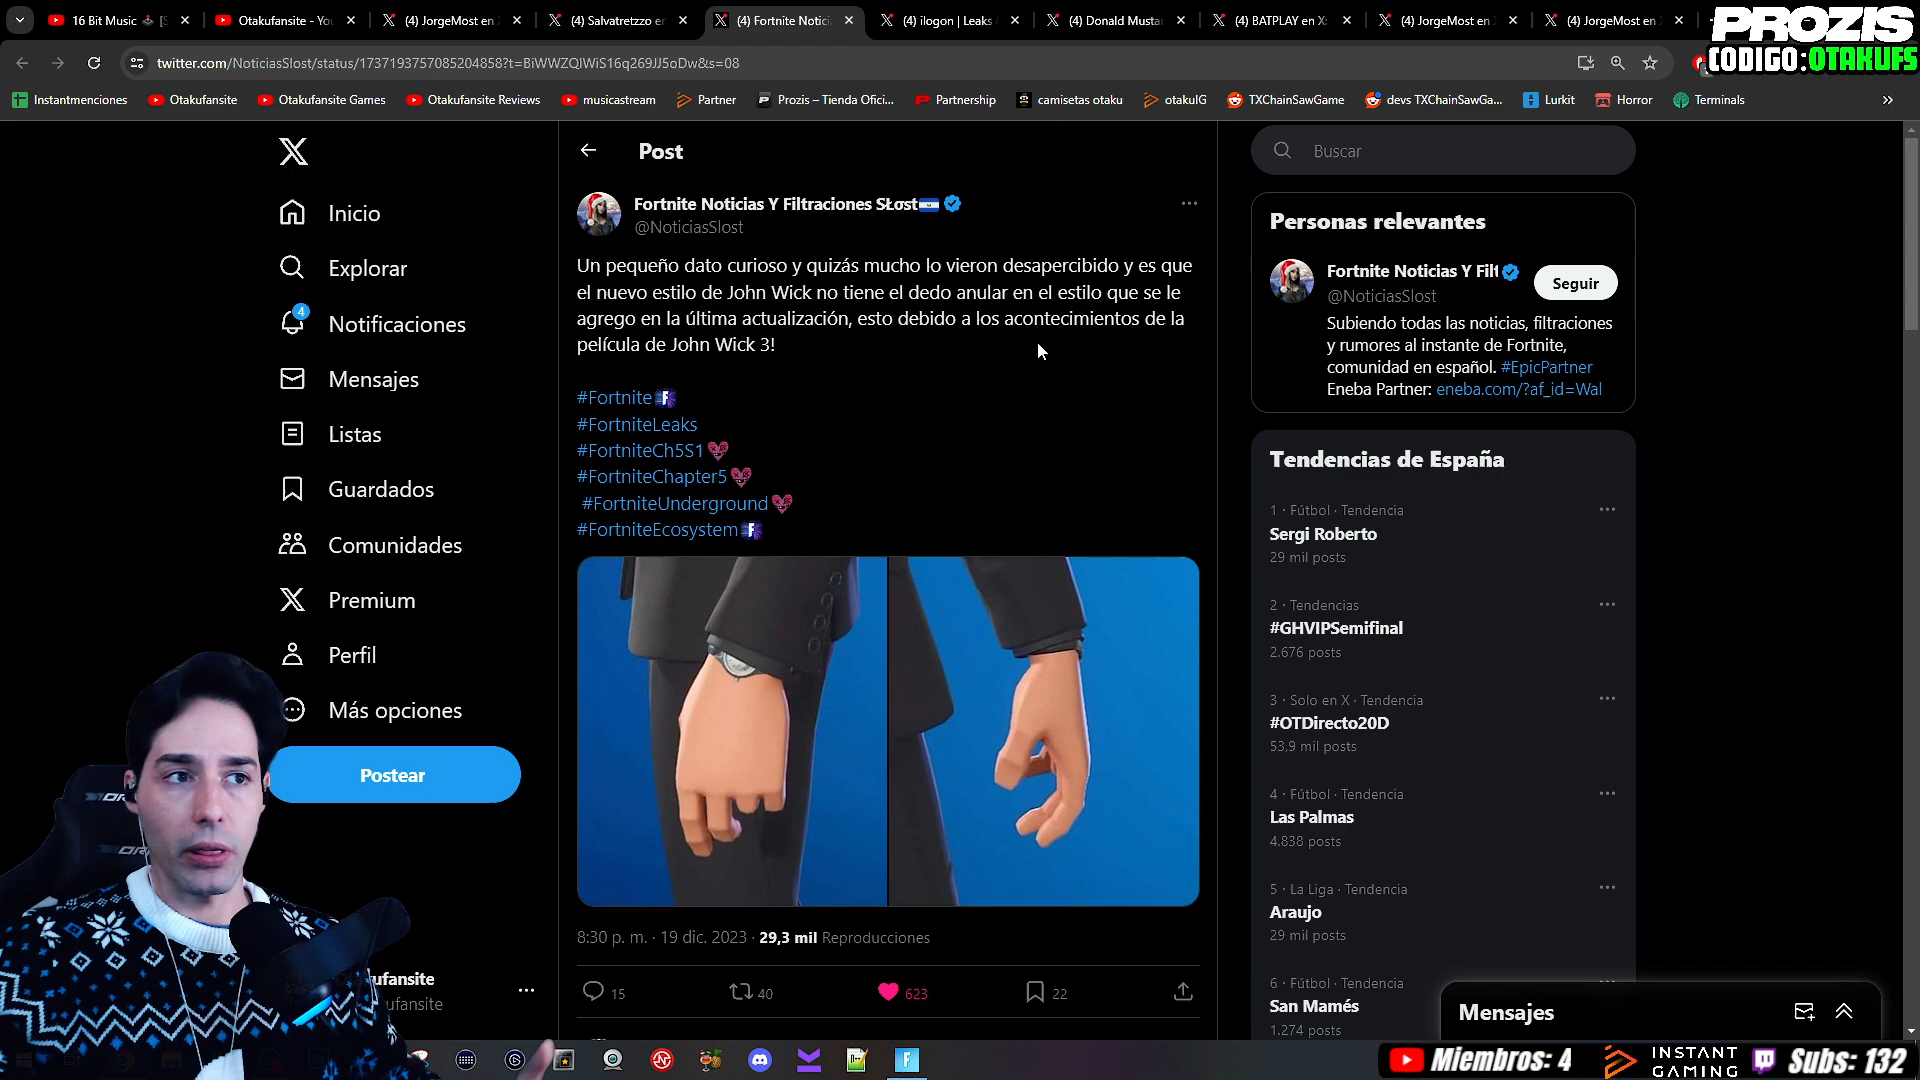 16 Bit Music
Otakufansite - You
(4) JorgeMost en
(4) Salvatretzzo en
(4) Fortnite Notici
(4) ilogon | Leaks
(4) Donald Musta
(4) BATPLAY en X:
(4) JorgeMost en
(4) JorgeMost en
PROZIS
CODIGO:OTAKUFS
twitter.com/NoticiasSlost/status/1737193757085204858?t=BiWWZQIWiS16q269JJ5oDw&s=08
Instantmenciones
Otakufansite
Otakufansite Games
Otakufansite Reviews
musicastream
Partner
Prozis – Tienda Ofici...
Partnership
camisetas otaku
otakuIG
TXChainSawGame
devs TXChainSawGa...
Lurkit
Horror
Terminals
Inicio
Explorar
4
Notificaciones
Mensajes
Listas
Guardados
Comunidades
Premium
Perfil
Más opciones
Postear
ufansite
ufansite
Post
Fortnite Noticias Y Filtraciones SŁσst
@NoticiasSlost
Un pequeño dato curioso y quizás mucho lo vieron desapercibido y es que
el nuevo estilo de John Wick no tiene el dedo anular en el estilo que se le
agrego en la última actualización, esto debido a los acontecimientos de la
película de John Wick 3!
#Fortnite
#FortniteLeaks
#FortniteCh5S1
#FortniteChapter5
#FortniteUnderground
#FortniteEcosystem
8:30 p. m. · 19 dic. 2023 · 29,3 mil Reproducciones
15
40
623
22
Buscar
Personas relevantes
Fortnite Noticias Y Filt
@NoticiasSlost
Seguir
Subiendo todas las noticias, filtraciones
y rumores al instante de Fortnite,
comunidad en español. #EpicPartner
Eneba Partner: eneba.com/?af_id=Wal
Tendencias de España
1 · Fútbol · Tendencia
Sergi Roberto
29 mil posts
2 · Tendencias
#GHVIPSemifinal
2.676 posts
3 · Solo en X · Tendencia
#OTDirecto20D
53,9 mil posts
4 · Fútbol · Tendencia
Las Palmas
4.838 posts
5 · La Liga · Tendencia
Araujo
29 mil posts
6 · Fútbol · Tendencia
San Mamés
1.274 posts
Mensajes
Miembros: 4
INSTANT
GAMING
Subs: 132